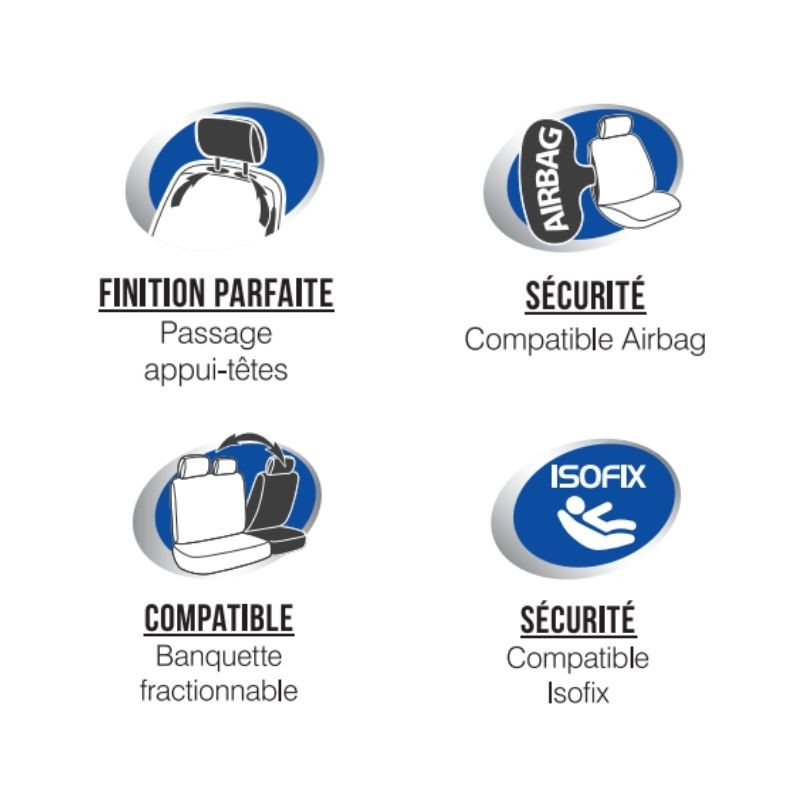 FINITION PARFAITE
Passage
appui-têtes
AIRBAG
SÉCURITÉ
Compatible Airbag
COMPATIBLE
Banquette
fractionnable
ISOFIX
SÉCURITÉ
Compatible
Isofix